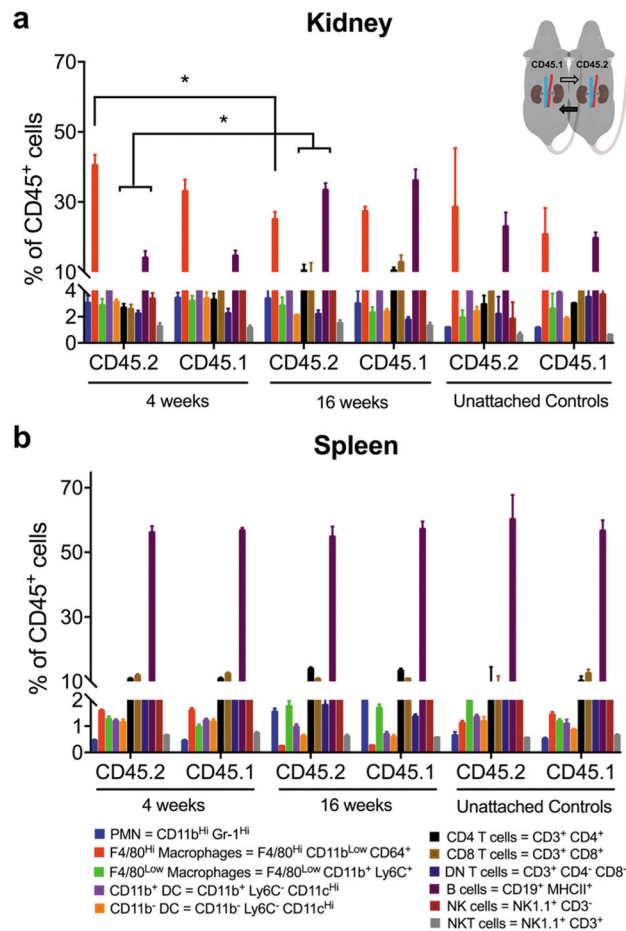 a
Kidney
CD45.1 CD45.2
% of CD45⁺ cells
70
50
30
10
4
2
0
*
*
CD45.2 CD45.1 CD45.2 CD45.1 CD45.2 CD45.1
4 weeks 16 weeks Unattached Controls
b
Spleen
% of CD45⁺ cells
70
50
30
10
2
1
0
CD45.2 CD45.1 CD45.2 CD45.1 CD45.2 CD45.1
4 weeks 16 weeks Unattached Controls
PMN = CD11bᴴⁱ Gr-1ᴴⁱ
F4/80ᴴⁱ Macrophages = F4/80ᴴⁱ CD11bᴸᵒʷ CD64⁺
F4/80ᴸᵒʷ Macrophages = F4/80ᴸᵒʷ CD11b⁺ Ly6C⁺
CD11b⁺ DC = CD11b⁺ Ly6C⁻ CD11cᴴⁱ
CD11b⁻ DC = CD11b⁻ Ly6C⁻ CD11cᴴⁱ
CD4 T cells = CD3⁺ CD4⁺
CD8 T cells = CD3⁺ CD8⁺
DN T cells = CD3⁺ CD4⁻ CD8⁻
B cells = CD19⁺ MHCII⁺
NK cells = NK1.1⁺ CD3⁻
NKT cells = NK1.1⁺ CD3⁺